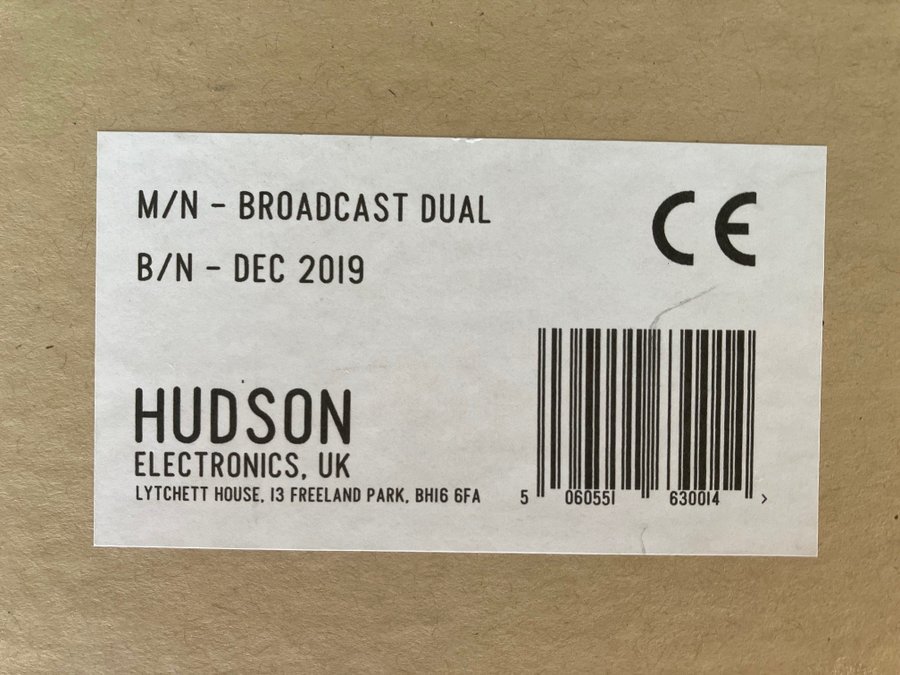 M/N - BROADCAST DUAL
B/N - DEC 2019
CE
HUDSON
ELECTRONICS, UK
LYTCHETT HOUSE, 13 FREELAND PARK, BH16 6FA
5 060551 630014 >